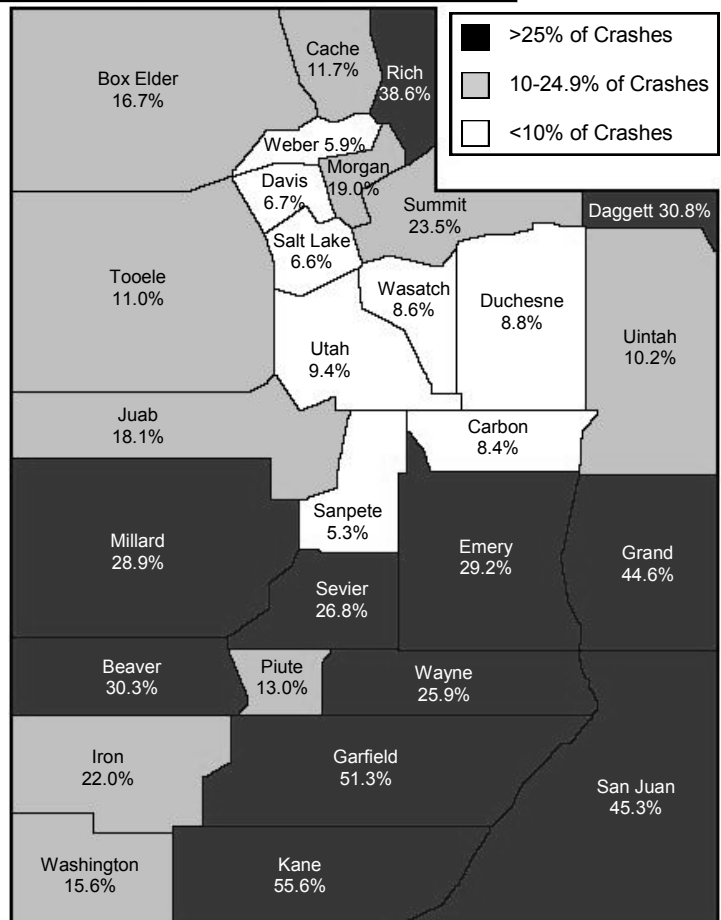 >25% of Crashes
10-24.9% of Crashes
<10% of Crashes
Box Elder
16.7%
Cache
11.7%
Rich
38.6%
Weber 5.9%
Morgan
19.0%
Davis
6.7%
Summit
23.5%
Daggett 30.8%
Salt Lake
6.6%
Tooele
11.0%
Wasatch
8.6%
Duchesne
8.8%
Uintah
10.2%
Utah
9.4%
Juab
18.1%
Carbon
8.4%
Sanpete
5.3%
Millard
28.9%
Emery
29.2%
Grand
44.6%
Sevier
26.8%
Beaver
30.3%
Piute
13.0%
Wayne
25.9%
Iron
22.0%
Garfield
51.3%
San Juan
45.3%
Washington
15.6%
Kane
55.6%